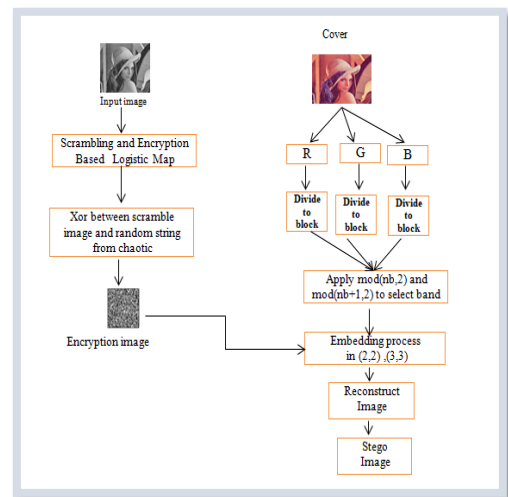 Input image
Scrambling and Encryption
Based Logistic Map
Xor between scramble
image and random string
from chaotic
Encryption image
Cover
R
G
B
Divide
to
block
Divide
to
block
Divide
to
block
Apply mod(nb,2) and
mod(nb+1,2) to select band
Embedding process
in (2,2) ,(3,3)
Reconstruct
Image
Stego
Image